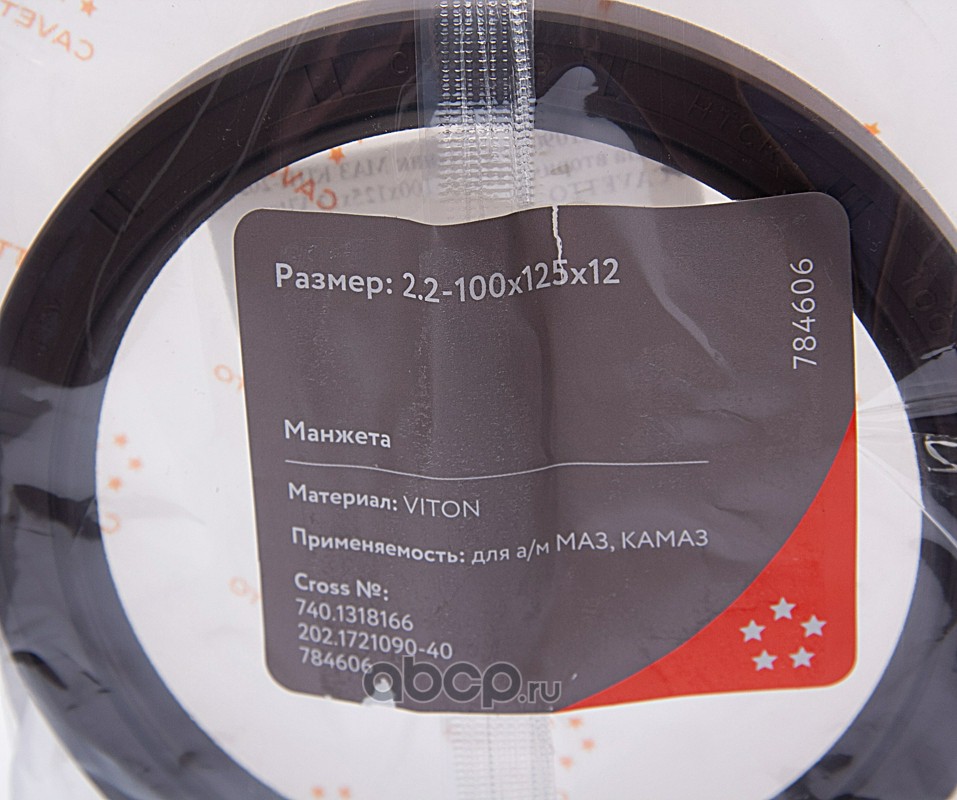 Размер: 2.2-100x125x12
784606
Манжета
Материал: VITON
Применяемость: для а/м МАЗ, КАМАЗ
Cross №:
740.1318166
202.1721090-40
784606
abcp.ru
CAVETTO